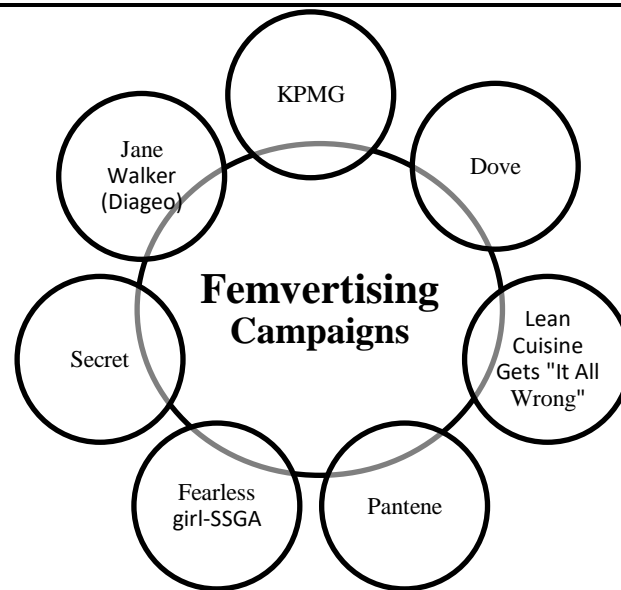 KPMG
Dove
Lean
Cuisine
Gets "It All
Wrong"
Pantene
Fearless
girl-SSGA
Secret
Jane
Walker
(Diageo)
Femvertising
Campaigns